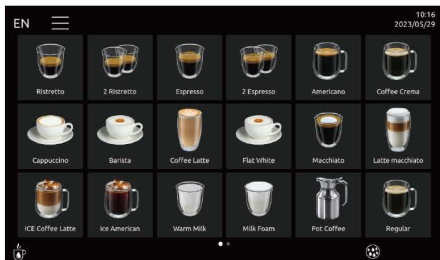 EN
10:16
2023/05/29
Ristretto
2 Ristretto
Espresso
2 Espresso
Americano
Coffee Crema
Cappuccino
Barista
Coffee Latte
Flat White
Macchiato
Latte macchiato
ICE Coffee Latte
Ice American
Warm Milk
Milk Foam
Pot Coffee
Regular